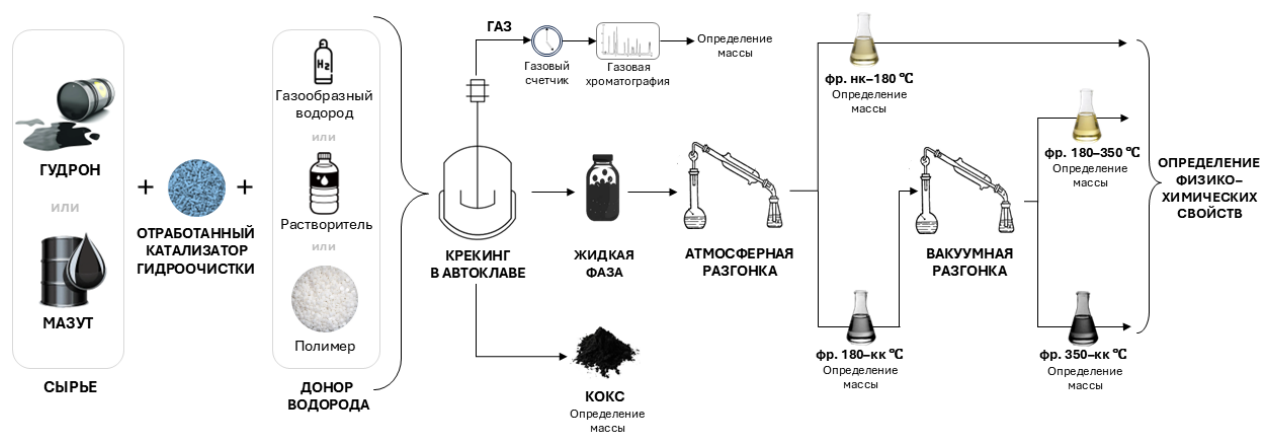 ГУДРОН
или
МАЗУТ
СЫРЬЕ
+
ОТРАБОТАННЫЙ
КАТАЛИЗАТОР
ГИДРООЧИСТКИ
+
H₂
Газообразный
водород
или
Растворитель
или
Полимер
ДОНОР
ВОДОРОДА
КРЕКИНГ
В АВТОКЛАВЕ
ГАЗ
Газовый
счетчик
Газовая
хроматография
Определение
массы
ЖИДКАЯ
ФАЗА
КОКС
Определение
массы
АТМОСФЕРНАЯ
РАЗГОНКА
фр. нк–180 ℃
Определение
массы
фр. 180–кк ℃
Определение
массы
ВАКУУМНАЯ
РАЗГОНКА
фр. 180–350 ℃
Определение
массы
фр. 350–кк ℃
Определение
массы
ОПРЕДЕЛЕНИЕ
ФИЗИКО–
ХИМИЧЕСКИХ
СВОЙСТВ